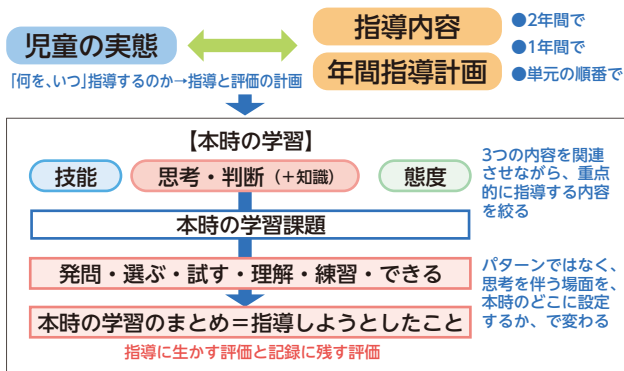 児童の実態
指導内容
年間指導計画
●2年間で
●1年間で
●単元の順番で
「何を、いつ」指導するのか→指導と評価の計画
【本時の学習】
技能
思考・判断（＋知識）
態度
3つの内容を関連
させながら、重点
的に指導する内容
を絞る
本時の学習課題
発問・選ぶ・試す・理解・練習・できる
パターンではなく、
思考を伴う場面を、
本時のどこに設定
するか、で変わる
本時の学習のまとめ＝指導しようとしたこと
指導に生かす評価と記録に残す評価